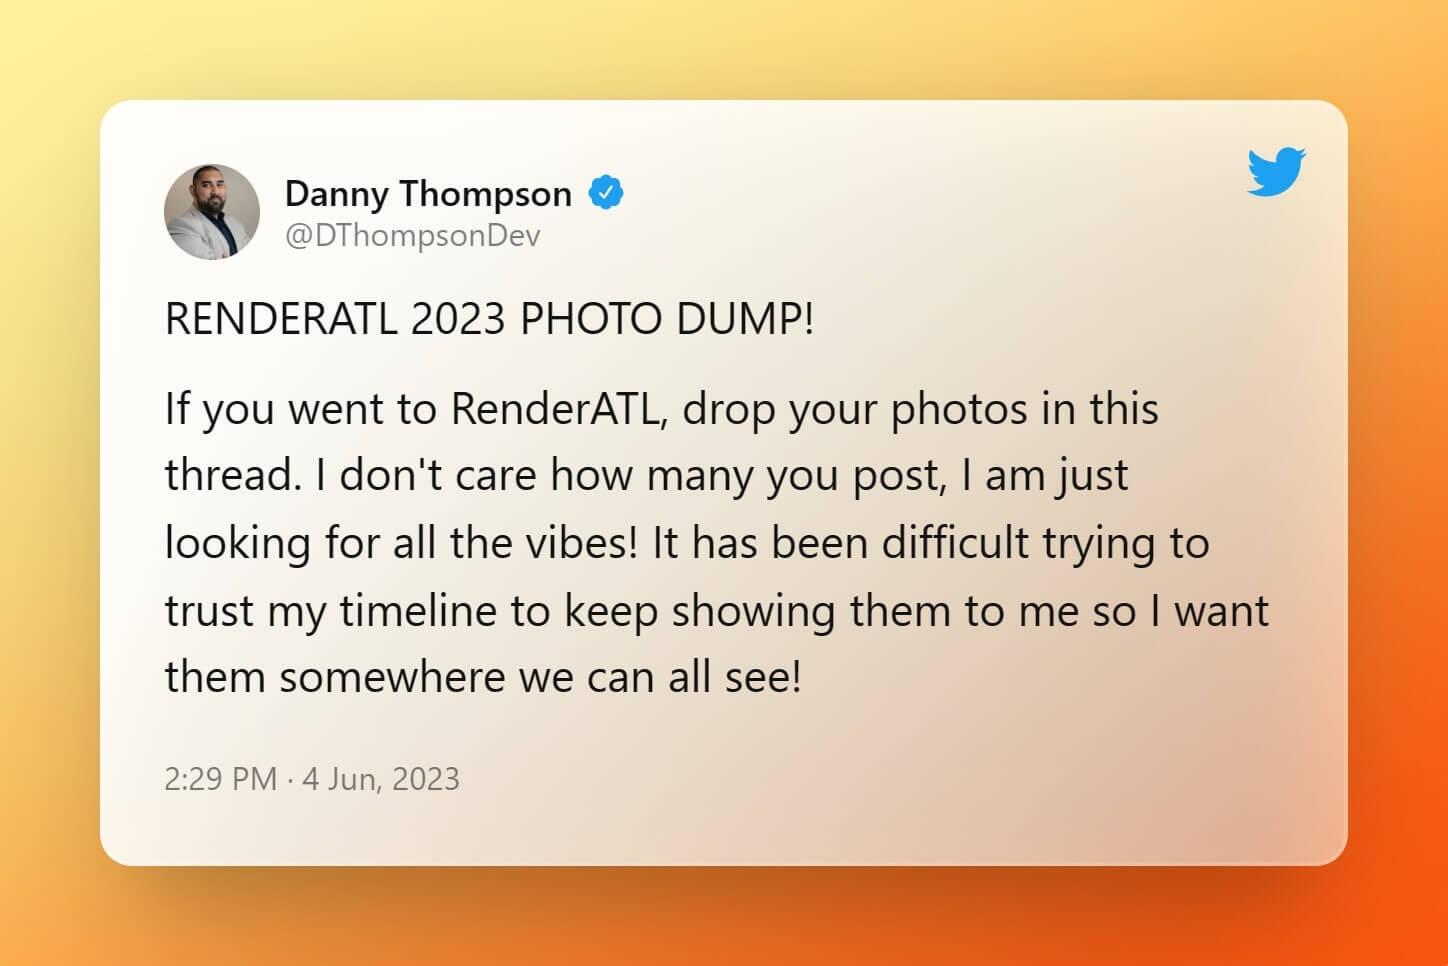 Danny Thompson
@DThompsonDev
RENDERATL 2023 PHOTO DUMP!
If you went to RenderATL, drop your photos in this
thread. I don't care how many you post, I am just
looking for all the vibes! It has been difficult trying to
trust my timeline to keep showing them to me so I want
them somewhere we can all see!
2:29 PM · 4 Jun, 2023